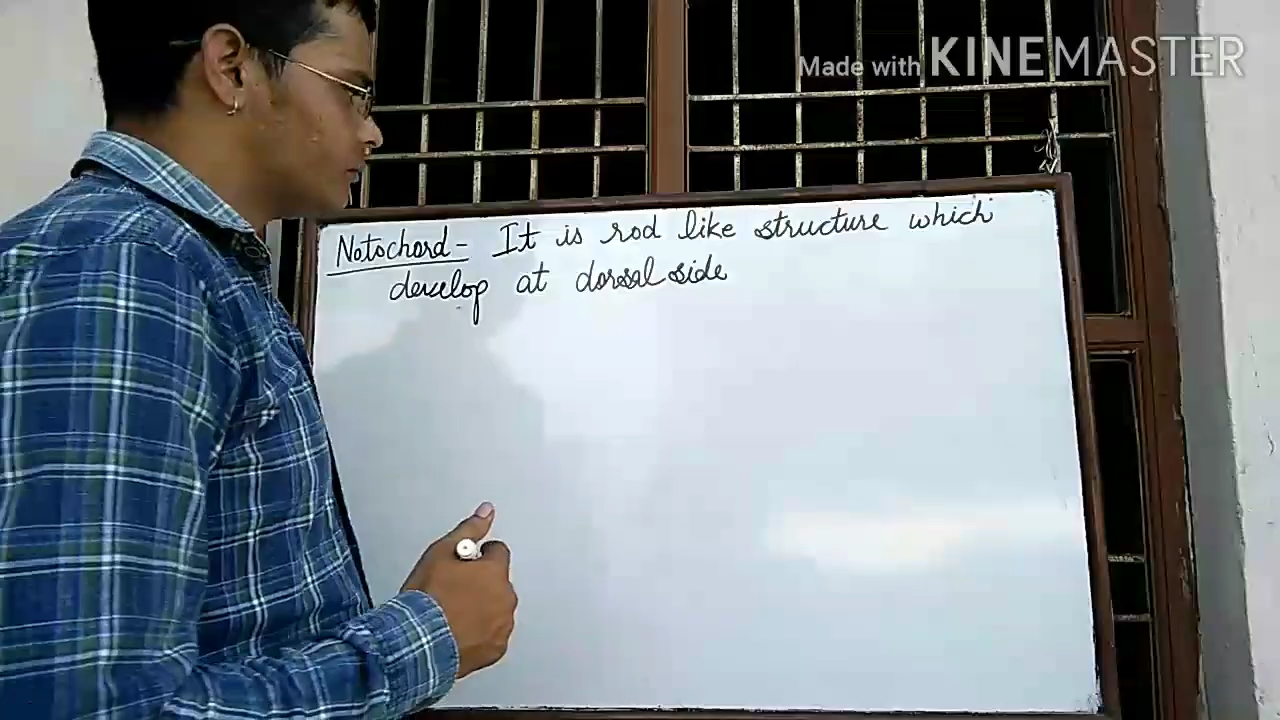 Made with KINEMASTER
Notochord - It is rod like structure which
develop at dorsal side